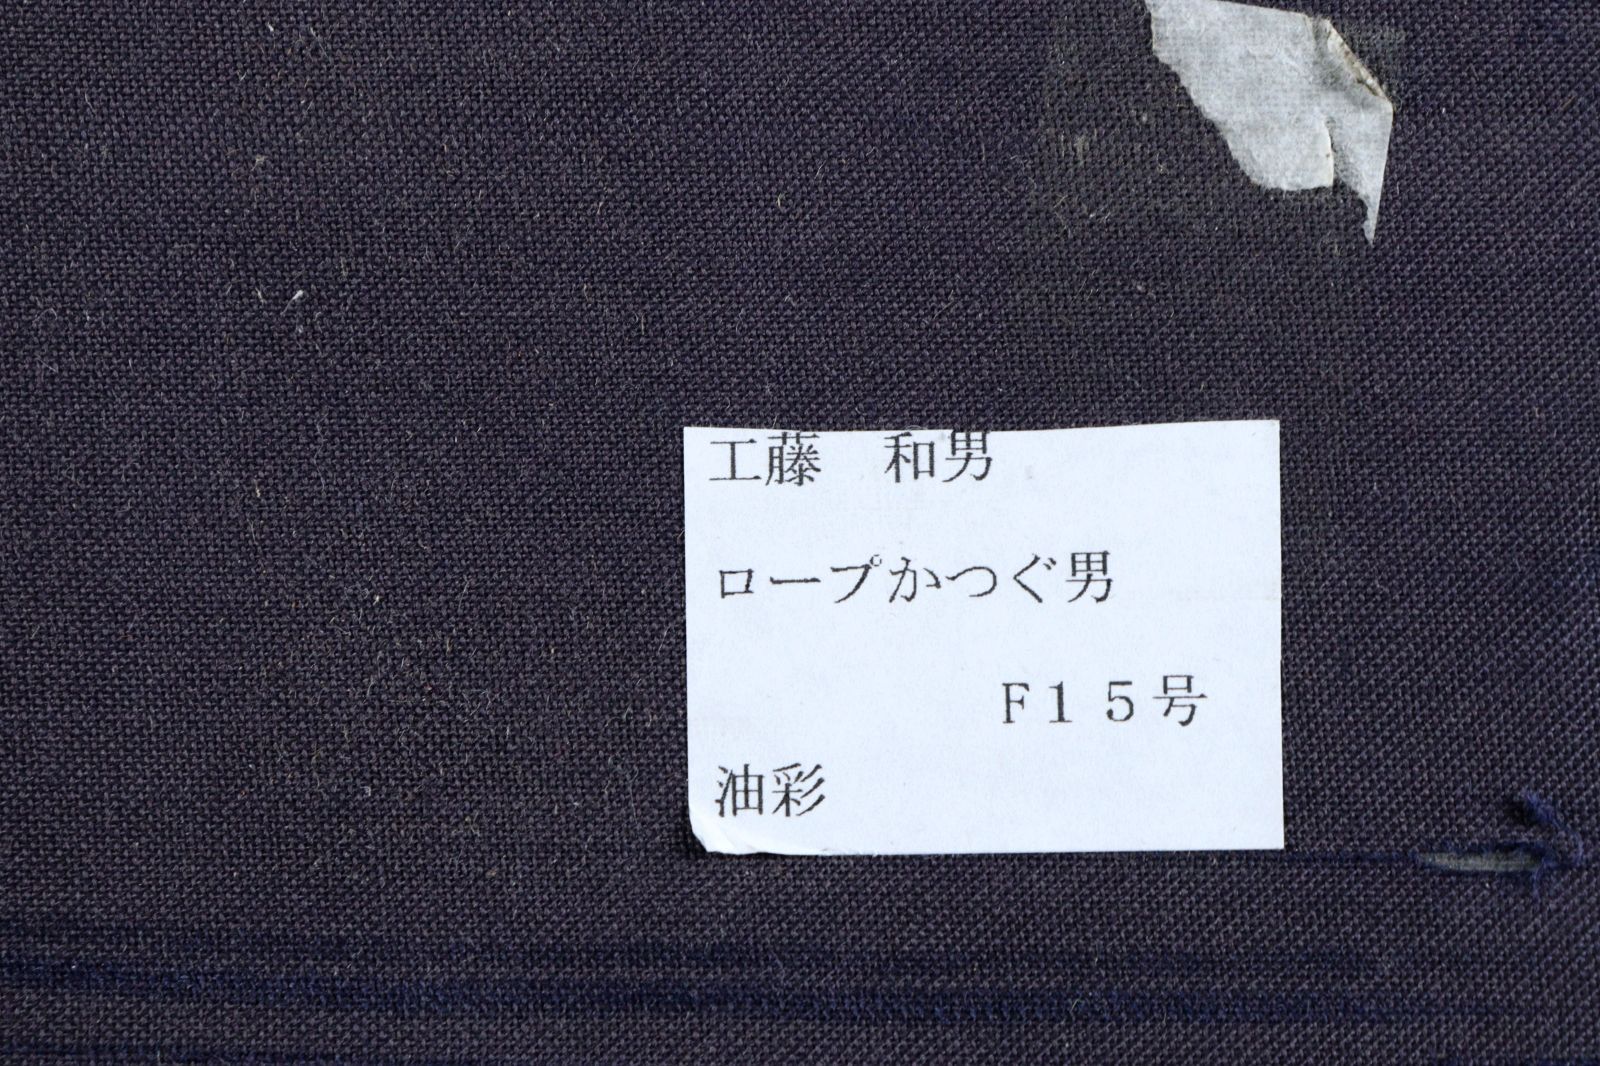 工藤　和男
ロープかつぐ男
Ｆ１５号
油彩